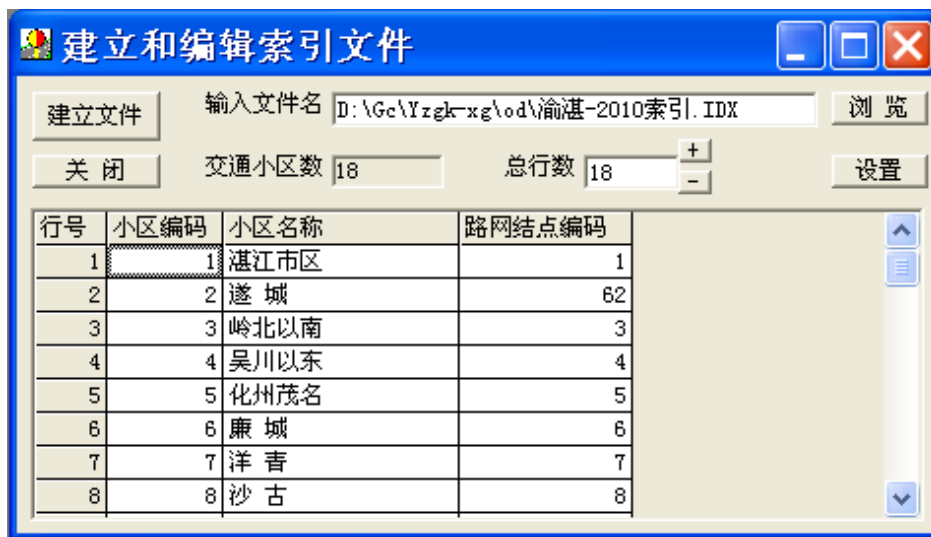 建立和编辑索引文件
建立文件 输入文件名 D:\Gc\Yzgk-xg\od\渝湛-2010索引.IDX 浏 览
关 闭 交通小区数 18 总行数 18 + - 设置
行号 小区编码 小区名称 路网结点编码
1 1 湛江市区 1
2 2 遂 城 62
3 3 岭北以南 3
4 4 吴川以东 4
5 5 化州茂名 5
6 6 廉 城 6
7 7 洋 青 7
8 8 沙 古 8